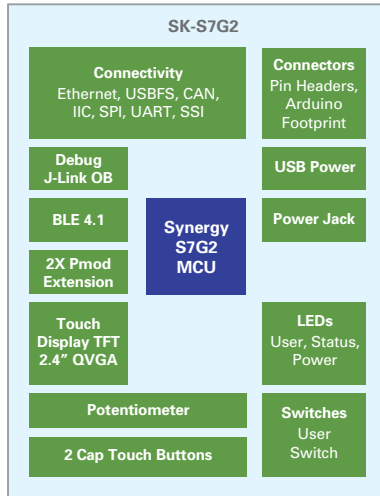 SK-S7G2
Connectivity
Ethernet, USBFS, CAN,
IIC, SPI, UART, SSI
Connectors
Pin Headers,
Arduino
Footprint
Debug
J-Link OB
USB Power
BLE 4.1
Synergy
S7G2
MCU
Power Jack
2X Pmod
Extension
Touch
Display TFT
2.4” QVGA
LEDs
User, Status,
Power
Potentiometer
Switches
User
Switch
2 Cap Touch Buttons